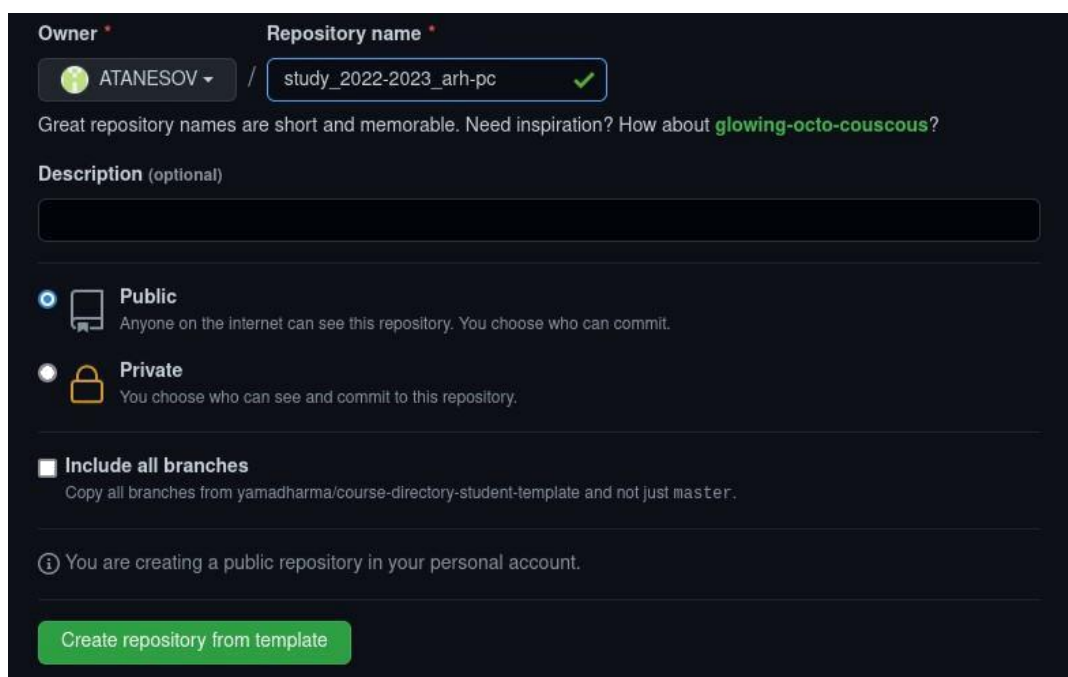 Owner * Repository name *
ATANESOV / study_2022-2023_arh-pc
Great repository names are short and memorable. Need inspiration? How about glowing-octo-couscous?
Description (optional)
Public
Anyone on the internet can see this repository. You choose who can commit.
Private
You choose who can see and commit to this repository.
Include all branches
Copy all branches from yamadharma/course-directory-student-template and not just master.
You are creating a public repository in your personal account.
Create repository from template